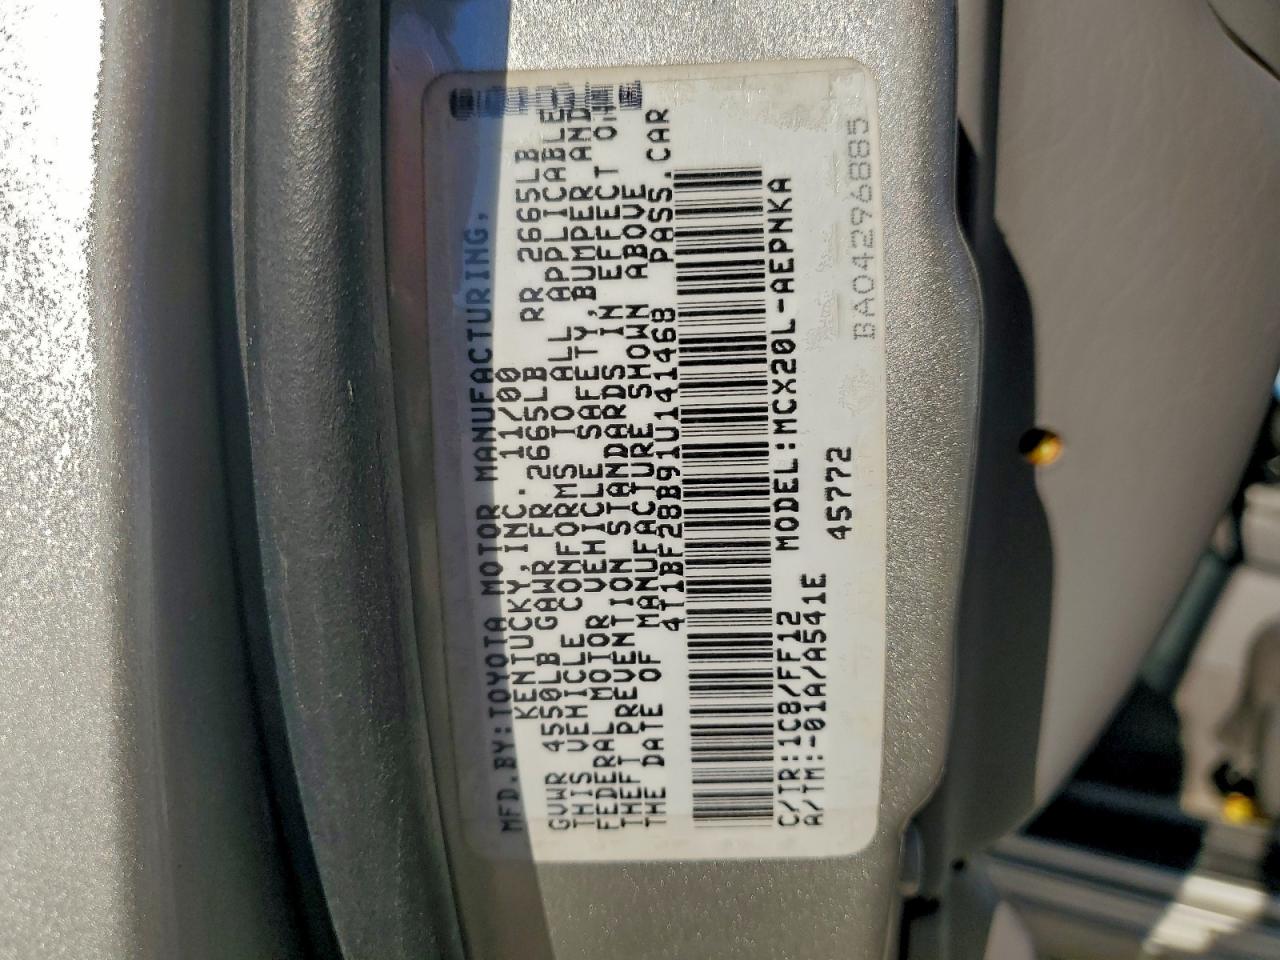 MFD.BY:TOYOTA MOTOR MANUFACTURING,
KENTUCKY,INC. 11/00
GVWR 4550LB GAWR FR 2665LB RR 2665LB
THIS VEHICLE CONFORMS TO ALL APPLICABLE
FEDERAL MOTOR VEHICLE SAFETY,BUMPER AND
THEFT PREVENTION STANDARDS IN EFFECT ON
THE DATE OF MANUFACTURE SHOWN ABOVE
4T1BF28B91U141468 PASS.CAR
MODEL:MCX20L-AEPNKA
C/TR:1C8/FF12
A/TM:-01A/A541E
45772
BA04296885